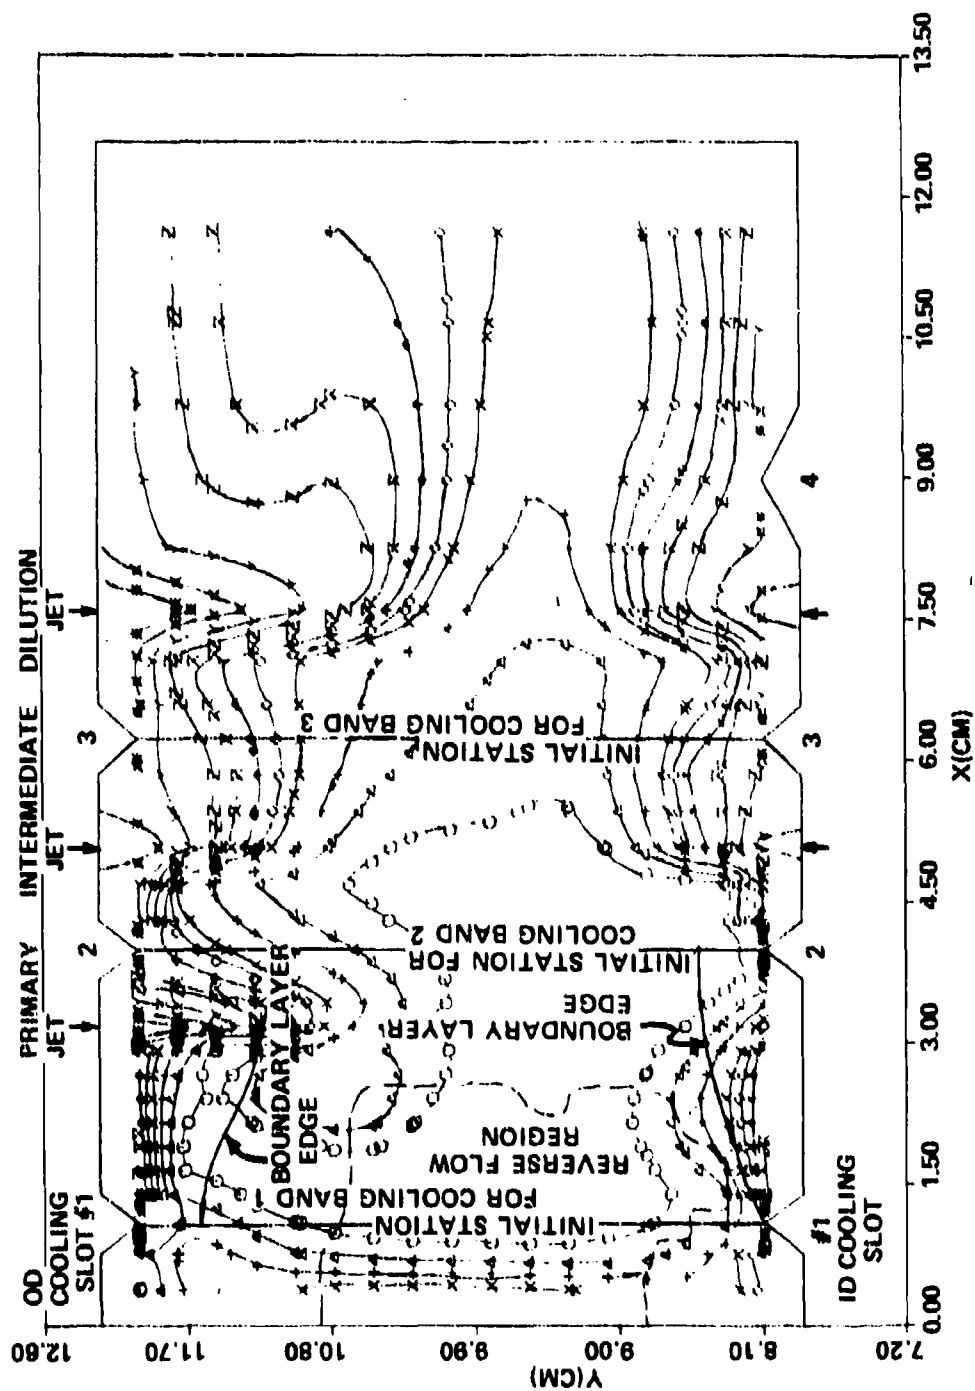 OD
COOLING
SLOT #1
PRIMARY
JET
INTERMEDIATE
JET
DILUTION
JET
2
3
BOUNDARY LAYER
EDGE
INITIAL STATION
FOR COOLING BAND 1
REVERSE FLOW
REGION
BOUNDARY LAYER
EDGE
INITIAL STATION FOR
COOLING BAND 2
INITIAL STATION
FOR COOLING BAND 3
#1
ID COOLING
SLOT
2
3
4
Y(CM)
12.60
11.70
10.80
9.90
9.00
8.10
7.20
0.00
1.50
3.00
4.50
6.00
7.50
9.00
10.50
12.00
13.50
X(CM)